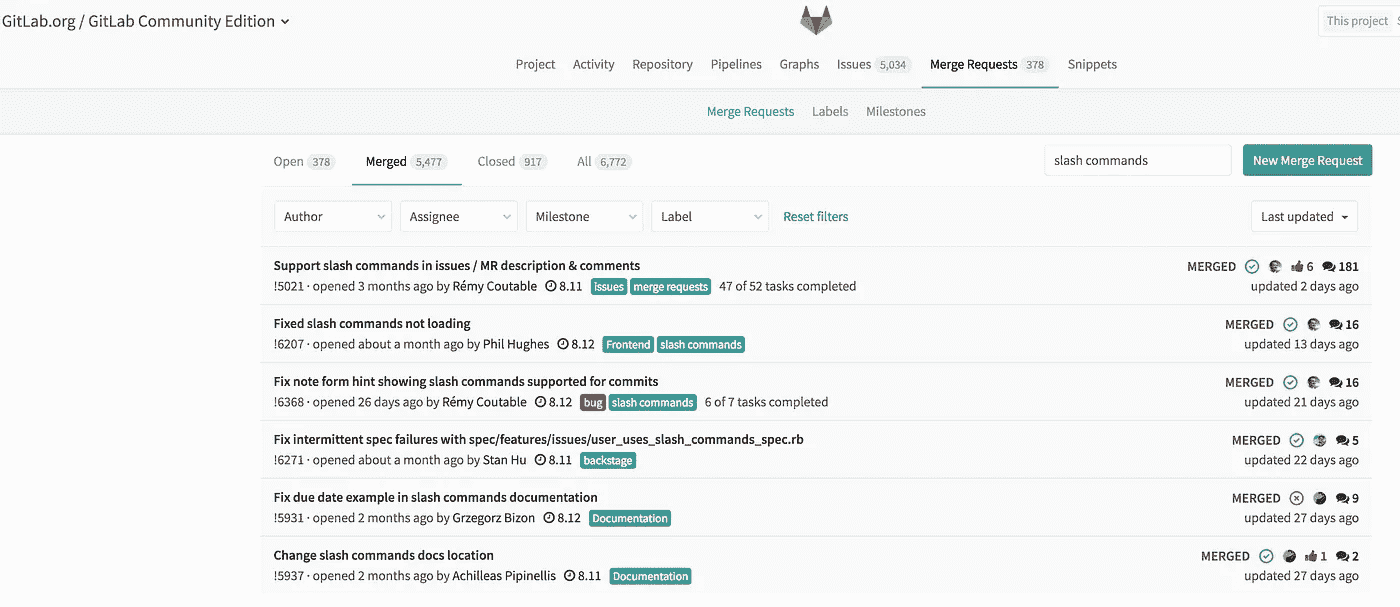 GitLab.org / GitLab Community Edition
This project
Project Activity Repository Pipelines Graphs Issues 5,034 Merge Requests 378 Snippets
Merge Requests Labels Milestones
Open 378 Merged 5,477 Closed 917 All 6,772 slash commands New Merge Request
Author Assignee Milestone Label Reset filters Last updated
Support slash commands in issues / MR description & comments MERGED 6 181
!5021 · opened 3 months ago by Rémy Coutable 8.11 issues merge requests 47 of 52 tasks completed updated 2 days ago
Fixed slash commands not loading MERGED 16
!6207 · opened about a month ago by Phil Hughes 8.12 Frontend slash commands updated 13 days ago
Fix note form hint showing slash commands supported for commits MERGED 16
!6368 · opened 26 days ago by Rémy Coutable 8.12 bug slash commands 6 of 7 tasks completed updated 21 days ago
Fix intermittent spec failures with spec/features/issues/user_uses_slash_commands_spec.rb MERGED 5
!6271 · opened about a month ago by Stan Hu 8.11 backstage updated 22 days ago
Fix due date example in slash commands documentation MERGED 9
!5931 · opened 2 months ago by Grzegorz Bizon 8.12 Documentation updated 27 days ago
Change slash commands docs location MERGED 1 2
!5937 · opened 2 months ago by Achilleas Pipinellis 8.11 Documentation updated 27 days ago